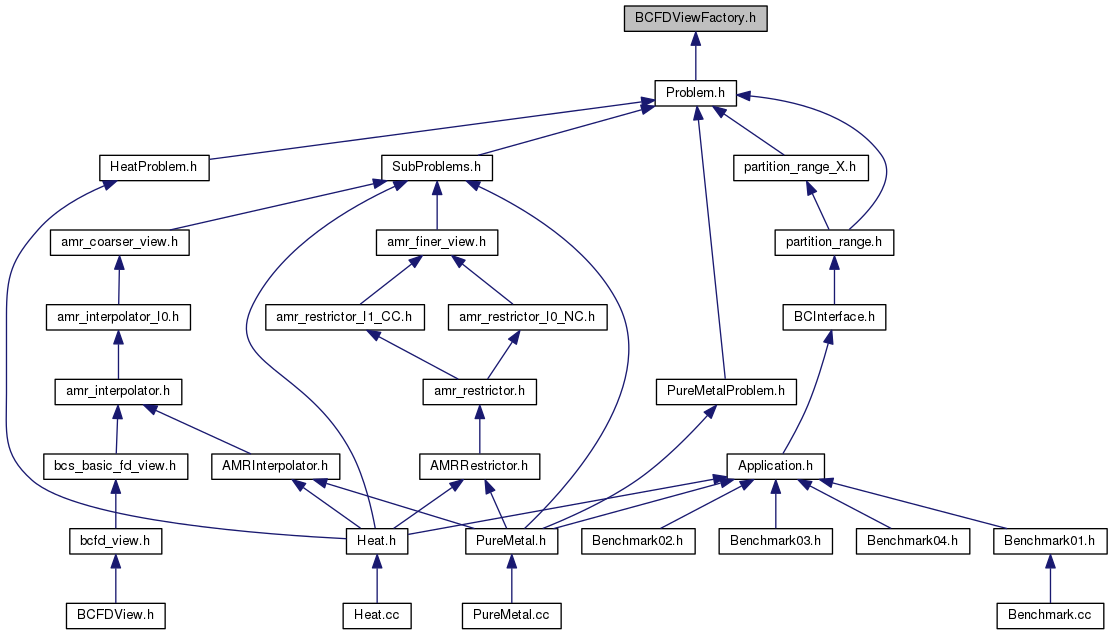 BCFDViewFactory.h
Problem.h
HeatProblem.h
SubProblems.h
partition_range_X.h
amr_coarser_view.h
amr_finer_view.h
partition_range.h
amr_interpolator_l0.h
amr_restrictor_l1_CC.h
amr_restrictor_l0_NC.h
BCInterface.h
amr_interpolator.h
amr_restrictor.h
PureMetalProblem.h
bcs_basic_fd_view.h
AMRInterpolator.h
AMRRestrictor.h
Application.h
bcfd_view.h
Heat.h
PureMetal.h
Benchmark02.h
Benchmark03.h
Benchmark04.h
Benchmark01.h
BCFDView.h
Heat.cc
PureMetal.cc
Benchmark.cc